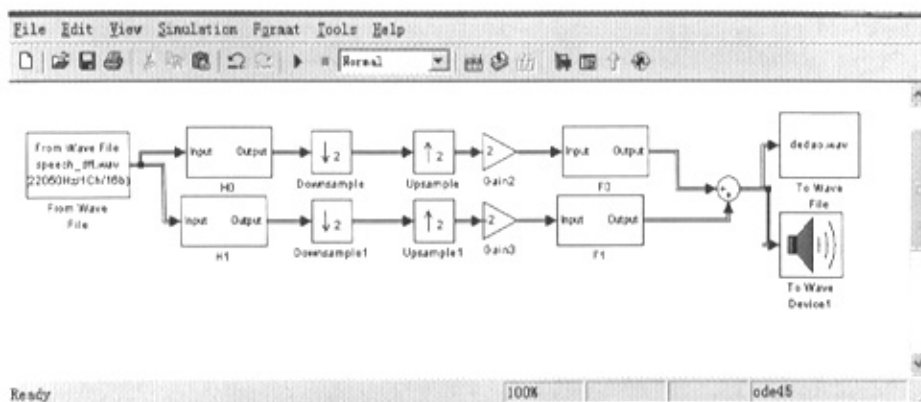 File Edit View Simulation Format Tools Help
Normal
From Wave File
speech_dft.wav
(22050Hz/1Ch/16b)
From Wave
File
Input Output
H0
↓2
Downsample
↑2
Upsample
2
Gain2
Input Output
F0
dedao.wav
To Wave
File
Input Output
H1
↓2
Downsample1
↑2
Upsample1
-2
Gain3
Input Output
F1
To Wave
Device1
Ready 100% ode45